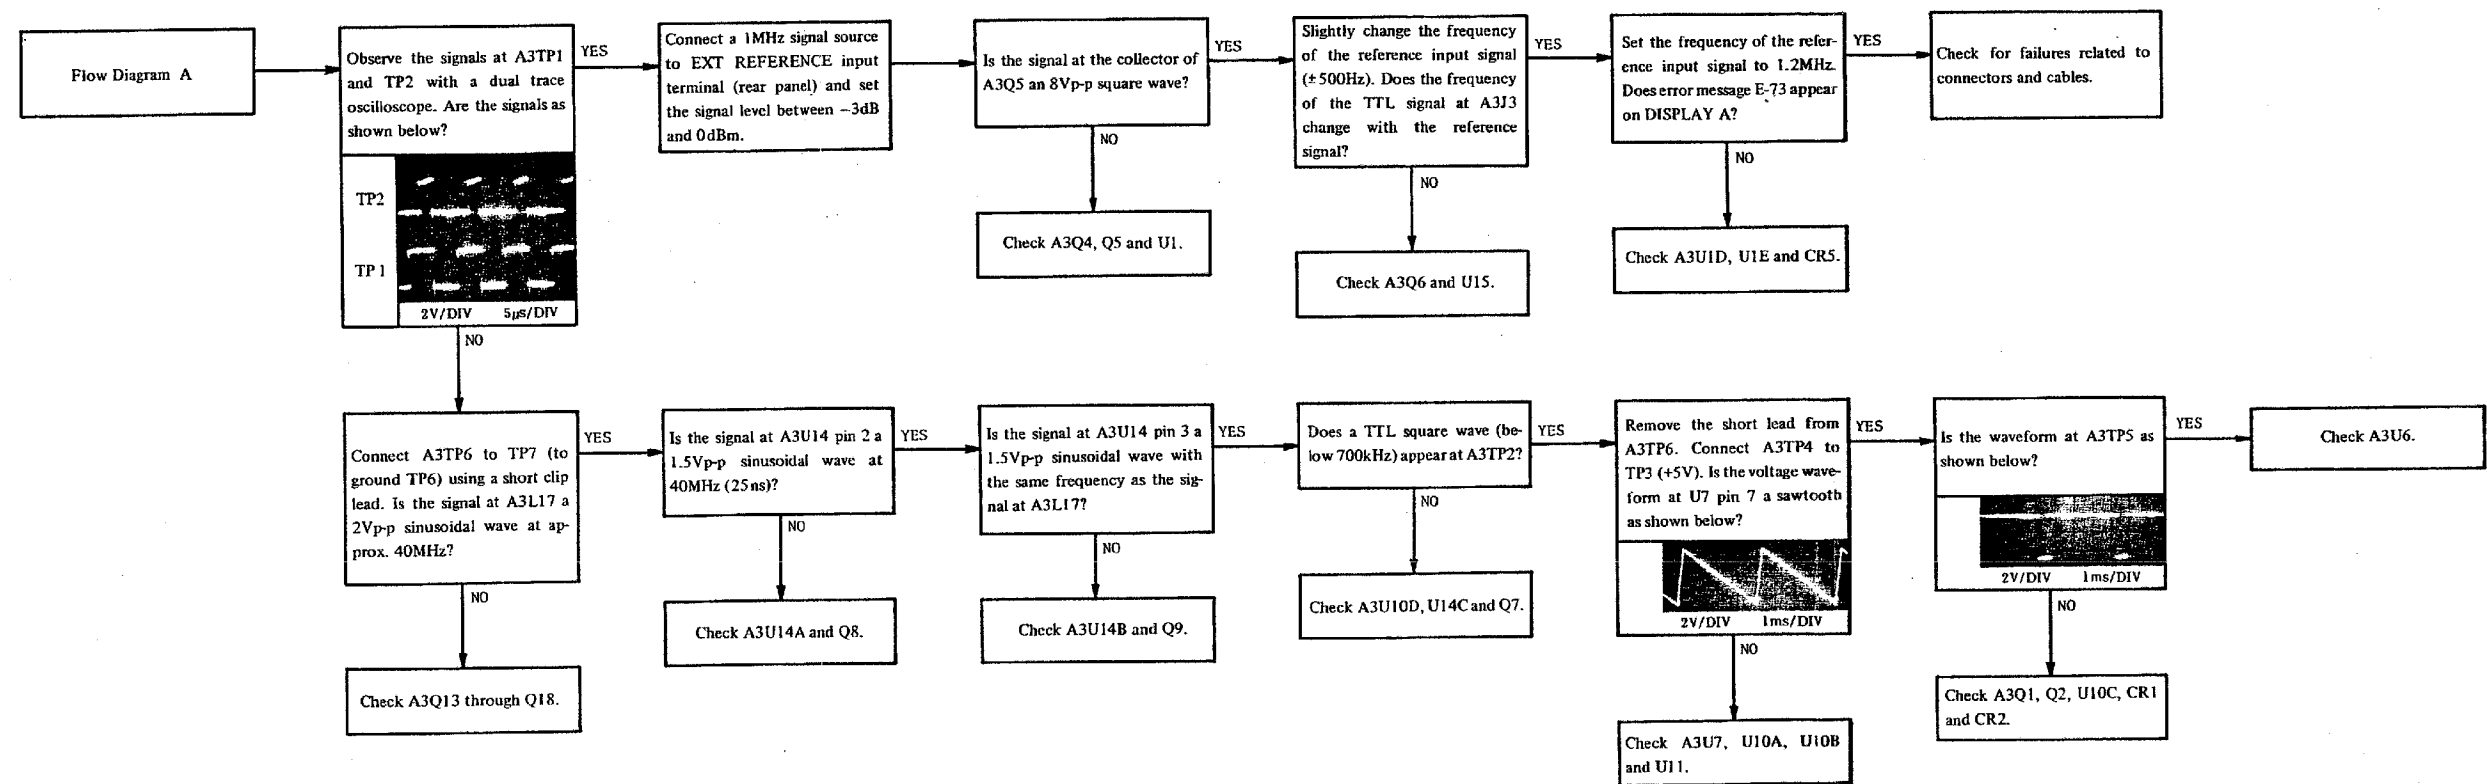 Flow Diagram A
Observe the signals at A3TP1
and TP2 with a dual trace
oscilloscope. Are the signals as
shown below?
TP2
TP 1
2V/DIV 5μs/DIV
YES
NO
Connect a 1MHz signal source
to EXT REFERENCE input
terminal (rear panel) and set
the signal level between −3dB
and 0dBm.
Is the signal at the collector of
A3Q5 an 8Vp-p square wave?
YES
NO
Check A3Q4, Q5 and U1.
Slightly change the frequency
of the reference input signal
(±500Hz). Does the frequency
of the TTL signal at A3J3
change with the reference
signal?
YES
NO
Check A3Q6 and U15.
Set the frequency of the refer-
ence input signal to 1.2MHz.
Does error message E-73 appear
on DISPLAY A?
YES
NO
Check A3U1D, U1E and CR5.
Check for failures related to
connectors and cables.
Connect A3TP6 to TP7 (to
ground TP6) using a short clip
lead. Is the signal at A3L17 a
2Vp-p sinusoidal wave at ap-
prox. 40MHz?
YES
NO
Check A3Q13 through Q18.
Is the signal at A3U14 pin 2 a
1.5Vp-p sinusoidal wave at
40MHz (25ns)?
YES
NO
Check A3U14A and Q8.
Is the signal at A3U14 pin 3 a
1.5Vp-p sinusoidal wave with
the same frequency as the sig-
nal at A3L17?
YES
NO
Check A3U14B and Q9.
Does a TTL square wave (be-
low 700kHz) appear at A3TP2?
YES
NO
Check A3U10D, U14C and Q7.
Remove the short lead from
A3TP6. Connect A3TP4 to
TP3 (+5V). Is the voltage wave-
form at U7 pin 7 a sawtooth
as shown below?
2V/DIV 1ms/DIV
YES
NO
Check A3U7, U10A, U10B
and U11.
Is the waveform at A3TP5 as
shown below?
2V/DIV 1ms/DIV
YES
NO
Check A3Q1, Q2, U10C, CR1
and CR2.
Check A3U6.